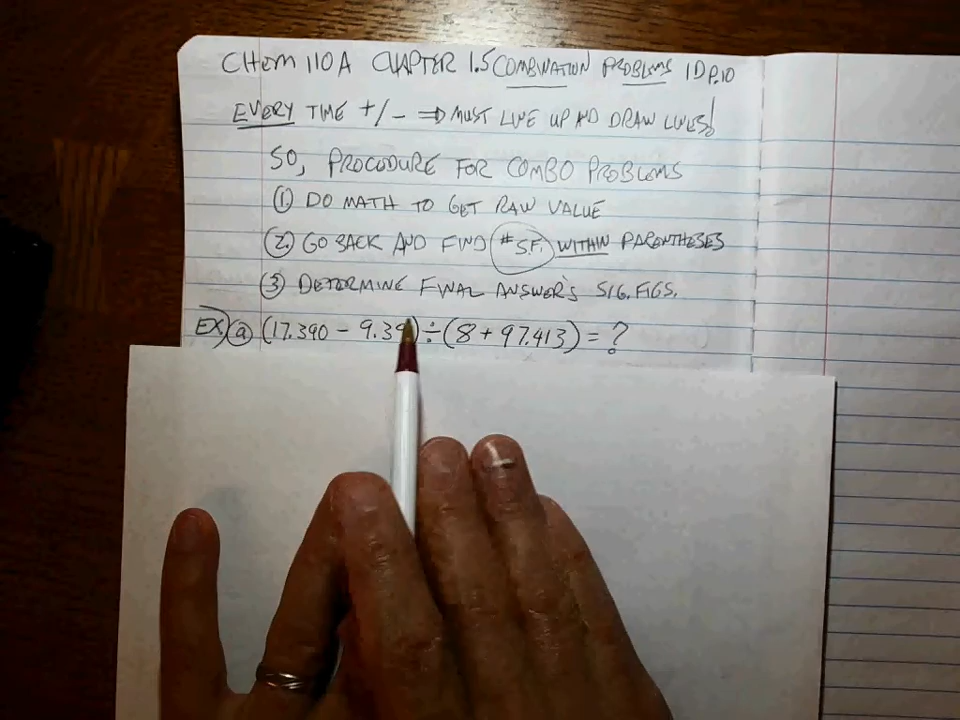 CHEM 110A CHAPTER 1.5 COMBINATION PROBLEMS 1D P.10
EVERY TIME +/- ⇒ MUST LINE UP AND DRAW LINES!
SO, PROCEDURE FOR COMBO PROBLEMS
① DO MATH TO GET RAW VALUE
② GO BACK AND FIND # S.F. WITHIN PARENTHESES
③ DETERMINE FINAL ANSWER'S SIG. FIGS.
EX) ⓐ (17.390 - 9.39) ÷ (8 + 97.413) = ?